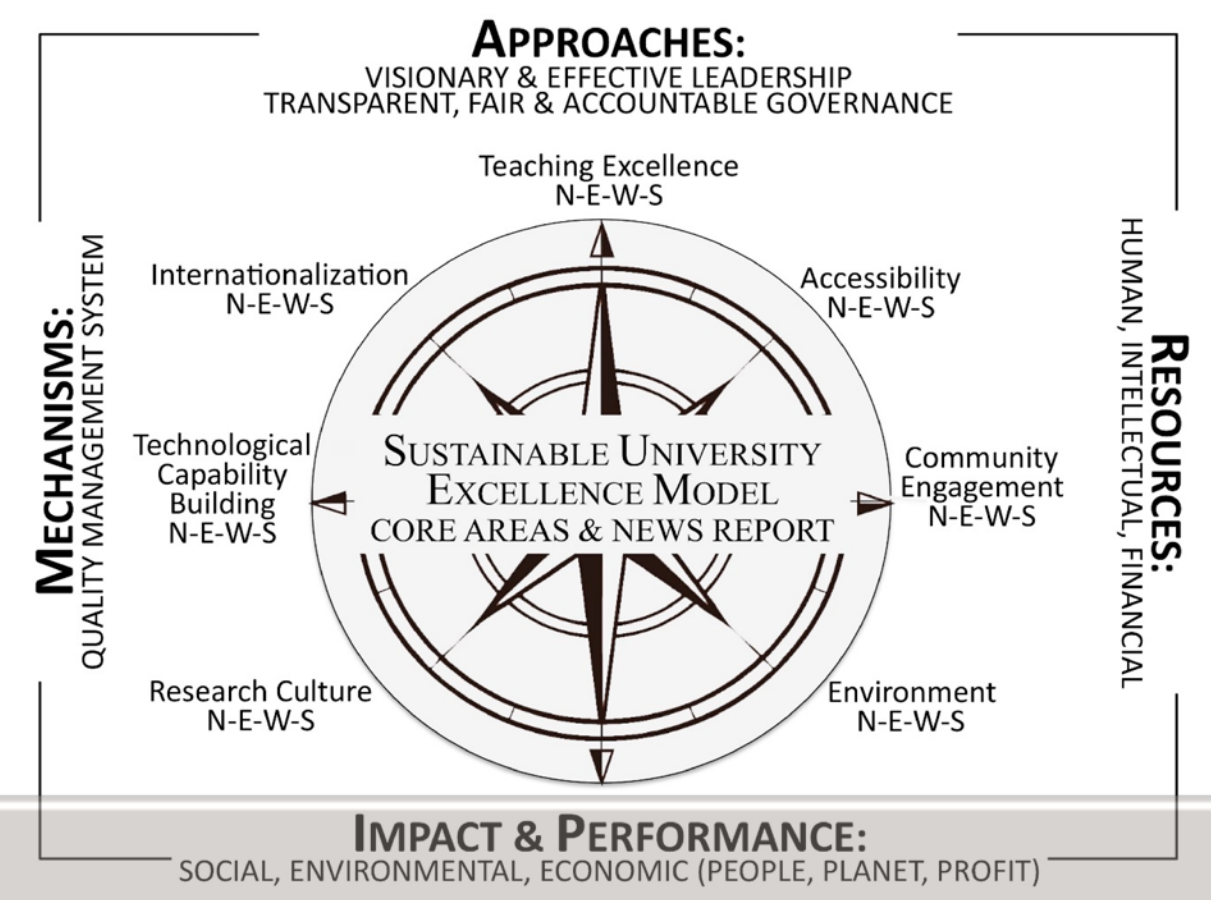 APPROACHES:
VISIONARY & EFFECTIVE LEADERSHIP
TRANSPARENT, FAIR & ACCOUNTABLE GOVERNANCE
Teaching Excellence
N-E-W-S
Internationalization
N-E-W-S
Accessibility
N-E-W-S
MECHANISMS:
QUALITY MANAGEMENT SYSTEM
Technological
Capability
Building
N-E-W-S
SUSTAINABLE UNIVERSITY
EXCELLENCE MODEL
CORE AREAS & NEWS REPORT
Community
Engagement
N-E-W-S
RESOURCES:
HUMAN, INTELLECTUAL, FINANCIAL
Research Culture
N-E-W-S
Environment
N-E-W-S
IMPACT & PERFORMANCE:
SOCIAL, ENVIRONMENTAL, ECONOMIC (PEOPLE, PLANET, PROFIT)